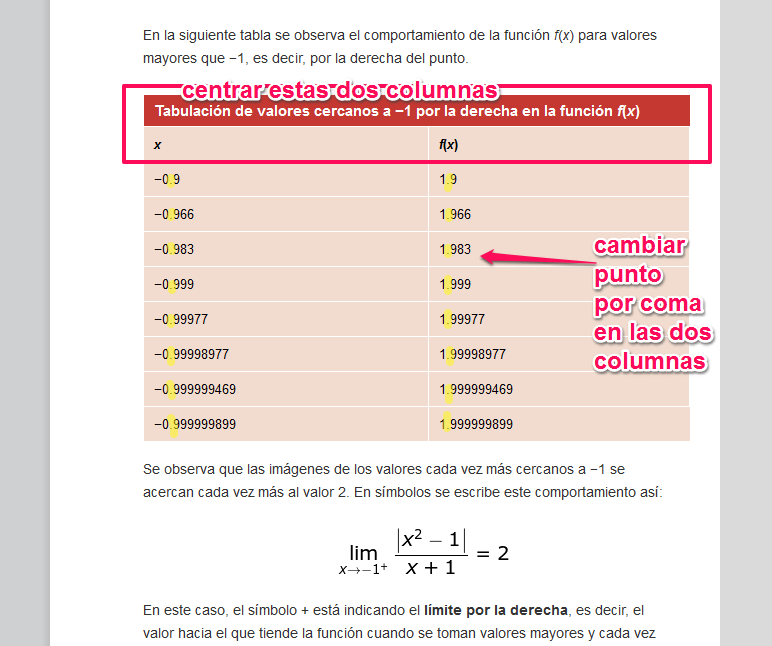 En la siguiente tabla se observa el comportamiento de la función f(x) para valores
mayores que −1, es decir, por la derecha del punto.
centrar estas dos columnas
Tabulación de valores cercanos a −1 por la derecha en la función f(x)
x f(x)
−0.9 1.9
−0.966 1.966
−0.983 1.983
−0.999 1.999
−0.99977 1.99977
−0.99998977 1.99998977
−0.999999469 1.999999469
−0.999999899 1.999999899
cambiar
punto
por coma
en las dos
columnas
Se observa que las imágenes de los valores cada vez más cercanos a −1 se
acercan cada vez más al valor 2. En símbolos se escribe este comportamiento así:
lim x→−1⁺ |x² − 1| / x + 1 = 2
En este caso, el símbolo + está indicando el límite por la derecha, es decir, el
valor hacia el que tiende la función cuando se toman valores mayores y cada vez